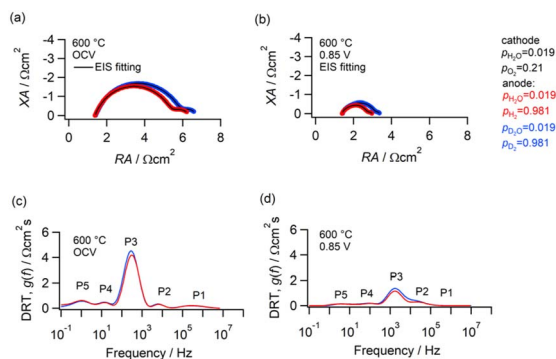 (a)
600 °C
OCV
EIS fitting
-4
-3
-2
-1
0
XA / Ωcm²
0 2 4 6 8
RA / Ωcm²
(b)
600 °C
0.85 V
EIS fitting
-4
-3
-2
-1
0
XA / Ωcm²
0 2 4 6 8
RA / Ωcm²
cathode
pH₂O=0.019
pO₂=0.21
anode:
pH₂O=0.019
pH₂=0.981
pD₂O=0.019
pD₂=0.981
(c)
600 °C
OCV
P5 P4 P3 P2 P1
6
4
2
0
DRT, g(f) / Ωcm²s
10⁻¹ 10¹ 10³ 10⁵ 10⁷
Frequency / Hz
(d)
600 °C
0.85 V
P5 P4 P3 P2 P1
6
4
2
0
DRT, g(f) / Ωcm²s
10⁻¹ 10¹ 10³ 10⁵ 10⁷
Frequency / Hz